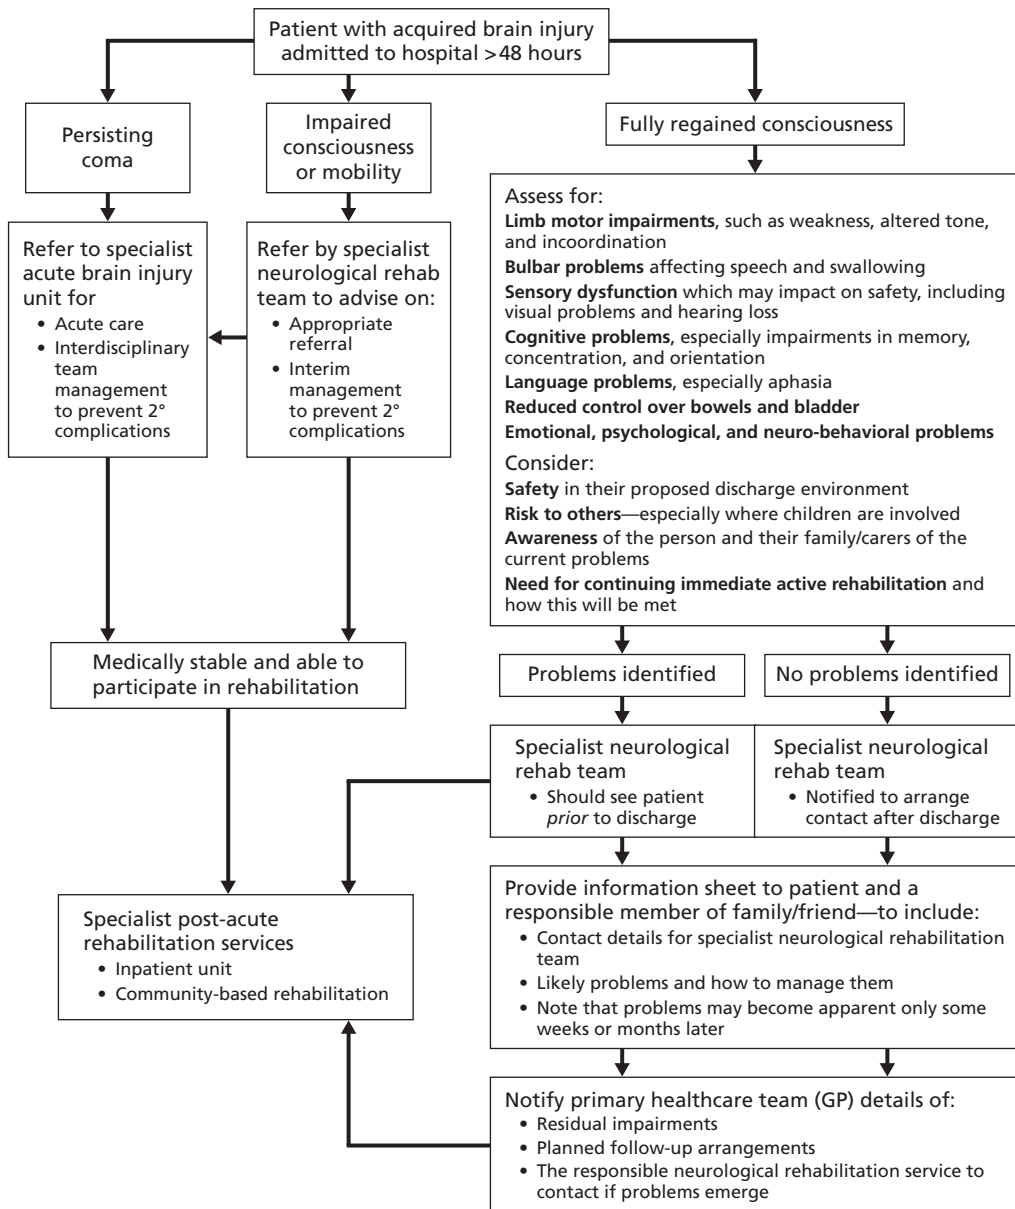 Patient with acquired brain injury
admitted to hospital >48 hours
Persisting
coma
Impaired
consciousness
or mobility
Fully regained consciousness
Refer to specialist
acute brain injury
unit for
• Acute care
• Interdisciplinary
team
management
to prevent 2°
complications
Refer by specialist
neurological rehab
team to advise on:
• Appropriate
referral
• Interim
management
to prevent 2°
complications
Assess for:
Limb motor impairments, such as weakness, altered tone,
and incoordination
Bulbar problems affecting speech and swallowing
Sensory dysfunction which may impact on safety, including
visual problems and hearing loss
Cognitive problems, especially impairments in memory,
concentration, and orientation
Language problems, especially aphasia
Reduced control over bowels and bladder
Emotional, psychological, and neuro-behavioral problems
Consider:
Safety in their proposed discharge environment
Risk to others—especially where children are involved
Awareness of the person and their family/carers of the
current problems
Need for continuing immediate active rehabilitation and
how this will be met
Medically stable and able to
participate in rehabilitation
Problems identified
No problems identified
Specialist neurological
rehab team
• Should see patient
prior to discharge
Specialist neurological
rehab team
• Notified to arrange
contact after discharge
Specialist post-acute
rehabilitation services
• Inpatient unit
• Community-based rehabilitation
Provide information sheet to patient and a
responsible member of family/friend—to include:
• Contact details for specialist neurological rehabilitation
team
• Likely problems and how to manage them
• Note that problems may become apparent only some
weeks or months later
Notify primary healthcare team (GP) details of:
• Residual impairments
• Planned follow-up arrangements
• The responsible neurological rehabilitation service to
contact if problems emerge